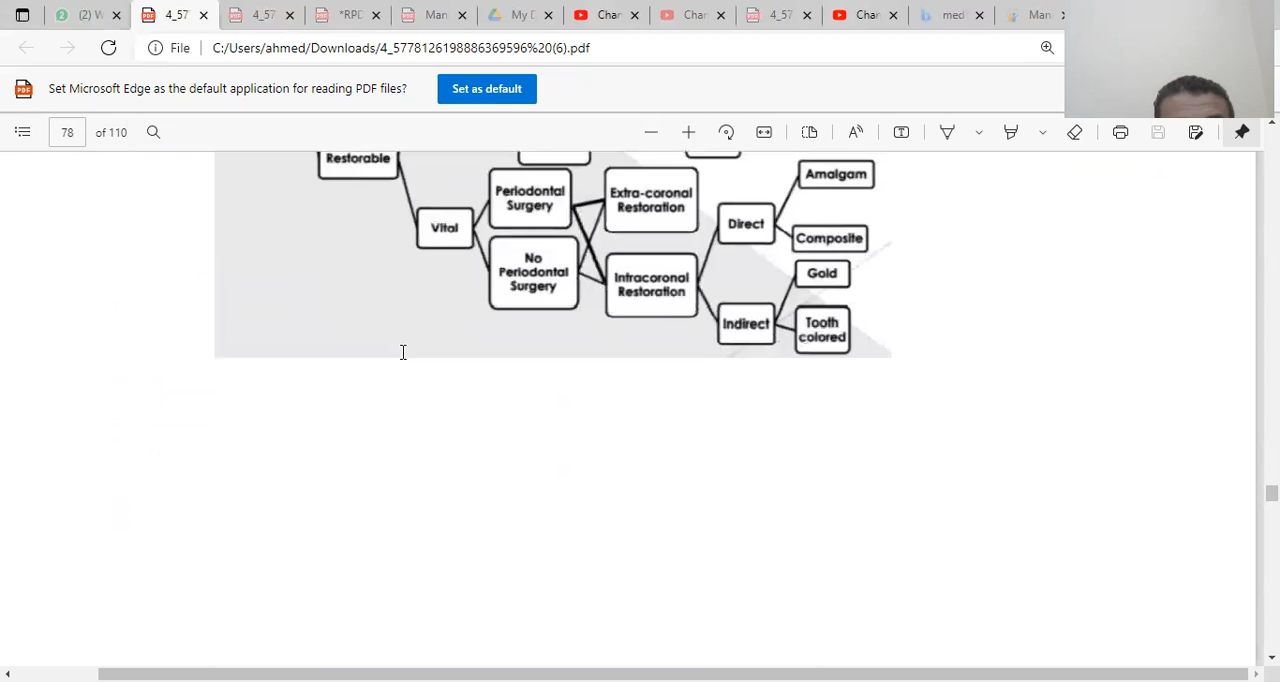 (2) W
4_57
4_57
*RPD
Man
My D
Char
Char
4_57
Char
med
Man
File
C:/Users/ahmed/Downloads/4_5778126198886369596%20(6).pdf
Set Microsoft Edge as the default application for reading PDF files?
Set as default
78
of 110
Restorable
Vital
Periodontal
Surgery
No
Periodontal
Surgery
Extra-coronal
Restoration
Intracoronal
Restoration
Direct
Indirect
Amalgam
Composite
Gold
Tooth
colored